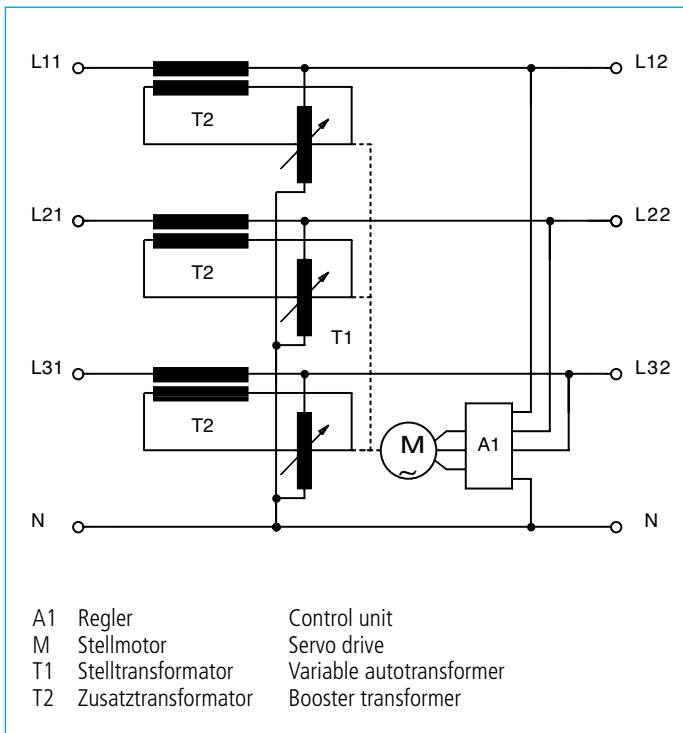 L11 L12
T2
L21 L22
T2
T1
L31 L32
T2
M
~
A1
N N
A1 Regler Control unit
M Stellmotor Servo drive
T1 Stelltransformator Variable autotransformer
T2 Zusatztransformator Booster transformer